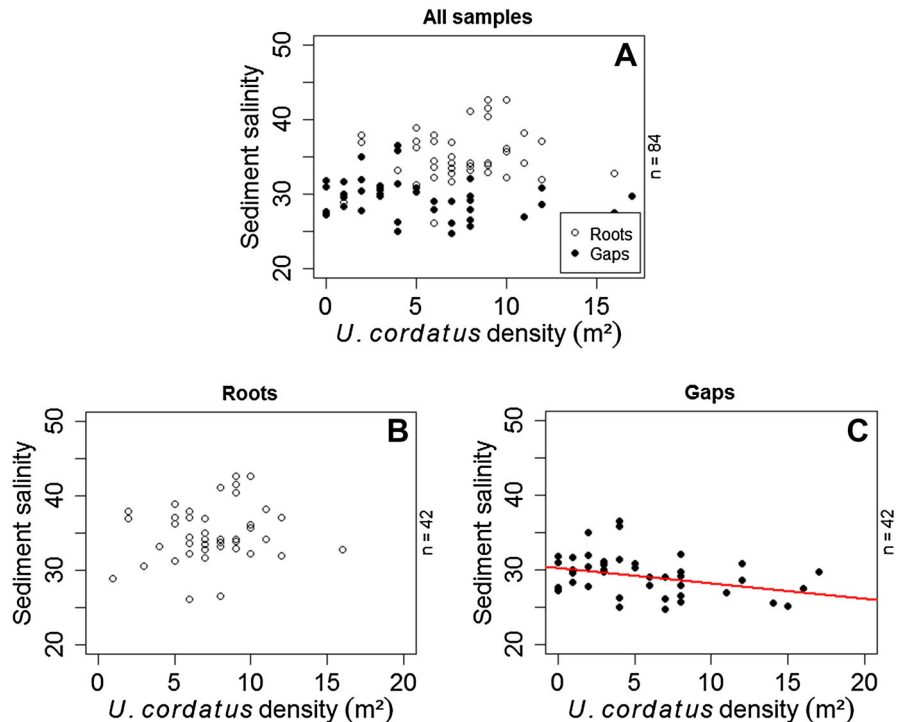 All samples
A
50
40
30
20
Sediment salinity
n = 84
Roots
Gaps
0 5 10 15
U. cordatus density (m²)
Roots
B
50
40
30
20
Sediment salinity
n = 42
0 5 10 15 20
U. cordatus density (m²)
Gaps
C
50
40
30
20
Sediment salinity
n = 42
0 5 10 15 20
U. cordatus density (m²)